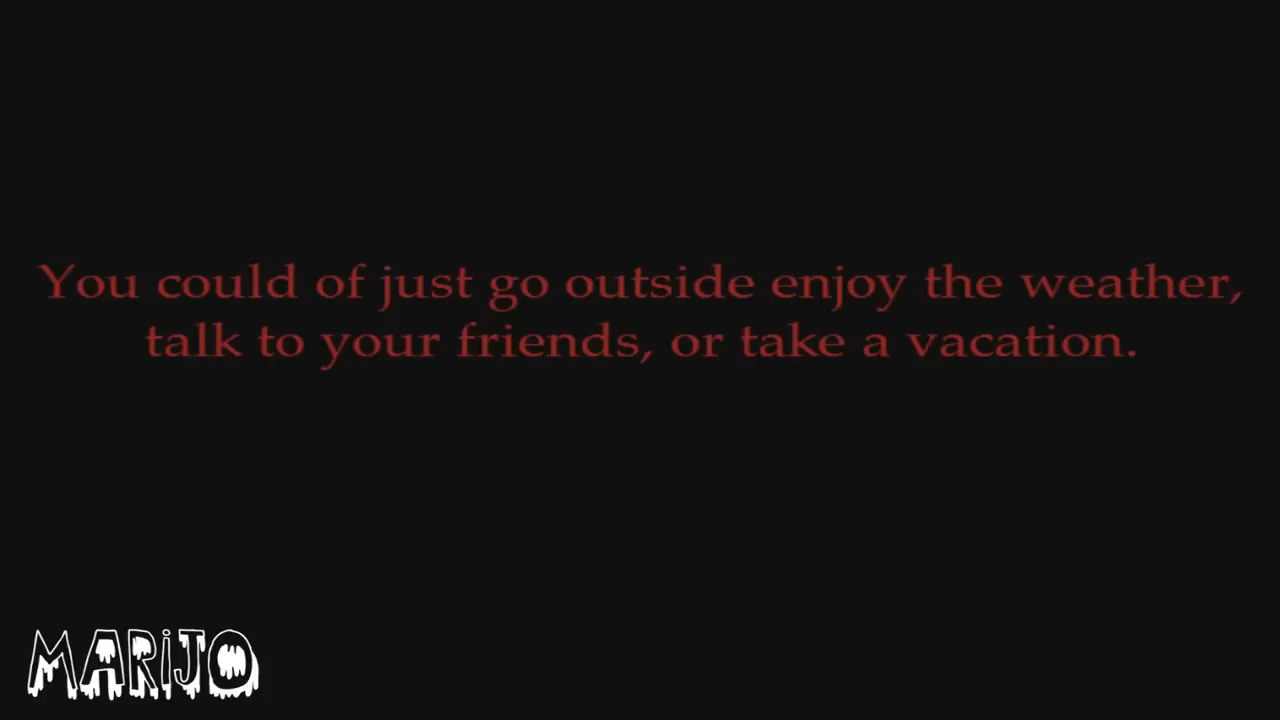 You could of just go outside enjoy the weather,
talk to your friends, or take a vacation.
MARiJO